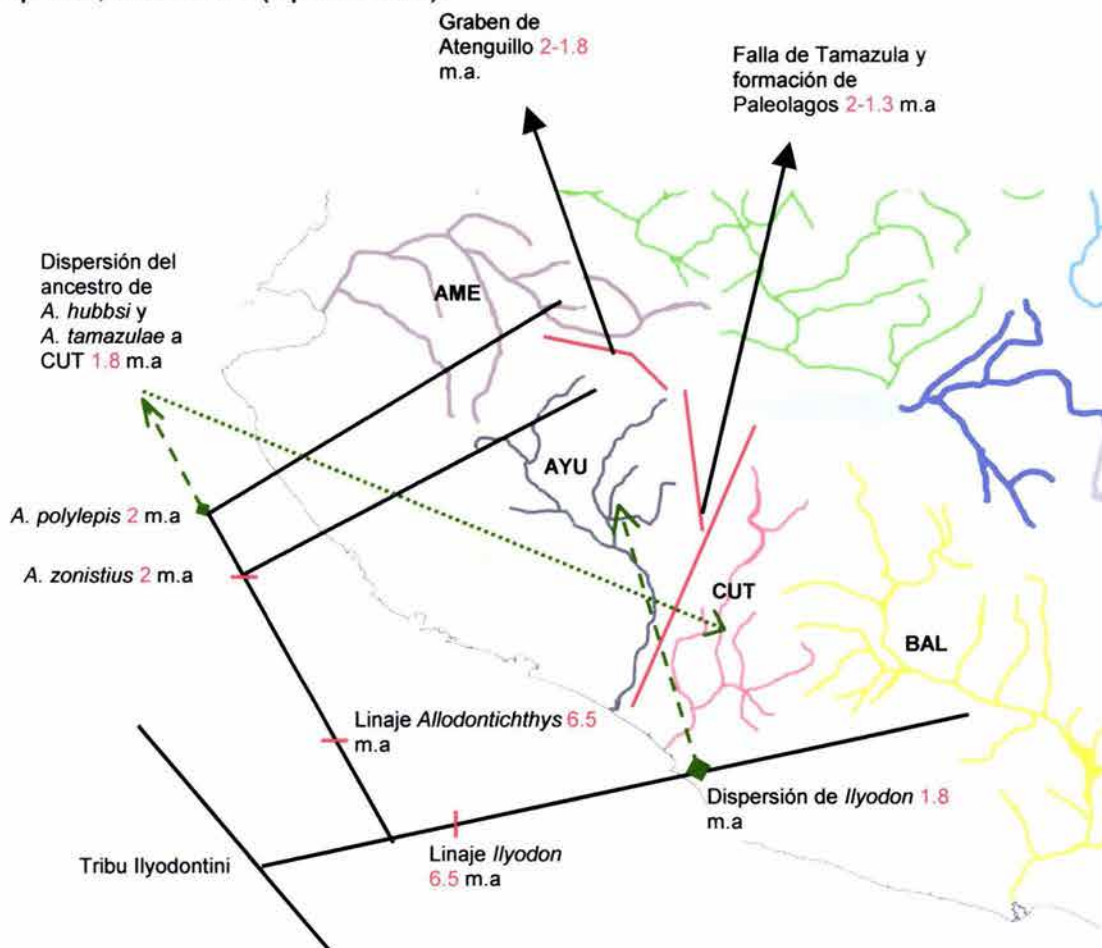 Graben de
Atenguillo 2-1.8
m.a.
Falla de Tamazula y
formación de
Paleolagos 2-1.3 m.a
Dispersión del
ancestro de
A. hubbsi y
A. tamazulae a
CUT 1.8 m.a
AME
AYU
A. polylepis 2 m.a
A. zonistius 2 m.a
CUT
BAL
Linaje Allodontichthys 6.5
m.a
Dispersión de Ilyodon 1.8
m.a
Tribu Ilyodontini
Linaje Ilyodon
6.5 m.a